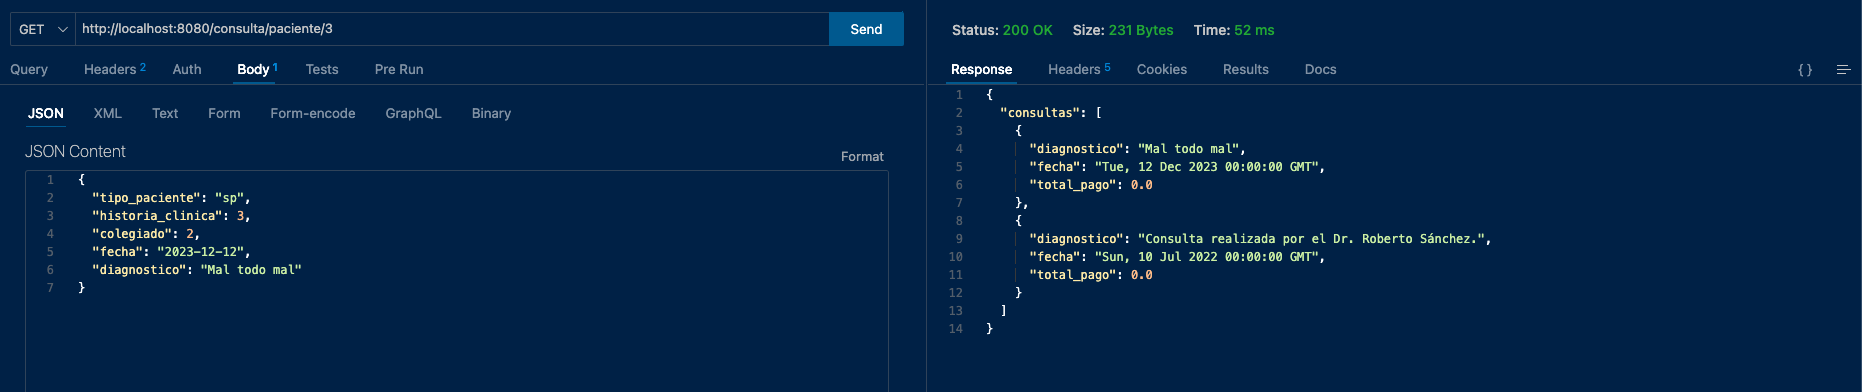 GET http://localhost:8080/consulta/paciente/3 Send
Query Headers 2 Auth Body 1 Tests Pre Run
JSON XML Text Form Form-encode GraphQL Binary
JSON Content
Format
1 {
2 "tipo_paciente": "sp",
3 "historia_clinica": 3,
4 "colegiado": 2,
5 "fecha": "2023-12-12",
6 "diagnostico": "Mal todo mal"
7 }
Status: 200 OK Size: 231 Bytes Time: 52 ms
Response Headers 5 Cookies Results Docs { }
1 {
2 "consultas": [
3 {
4 "diagnostico": "Mal todo mal",
5 "fecha": "Tue, 12 Dec 2023 00:00:00 GMT",
6 "total_pago": 0.0
7 },
8 {
9 "diagnostico": "Consulta realizada por el Dr. Roberto Sánchez.",
10 "fecha": "Sun, 10 Jul 2022 00:00:00 GMT",
11 "total_pago": 0.0
12 }
13 ]
14 }